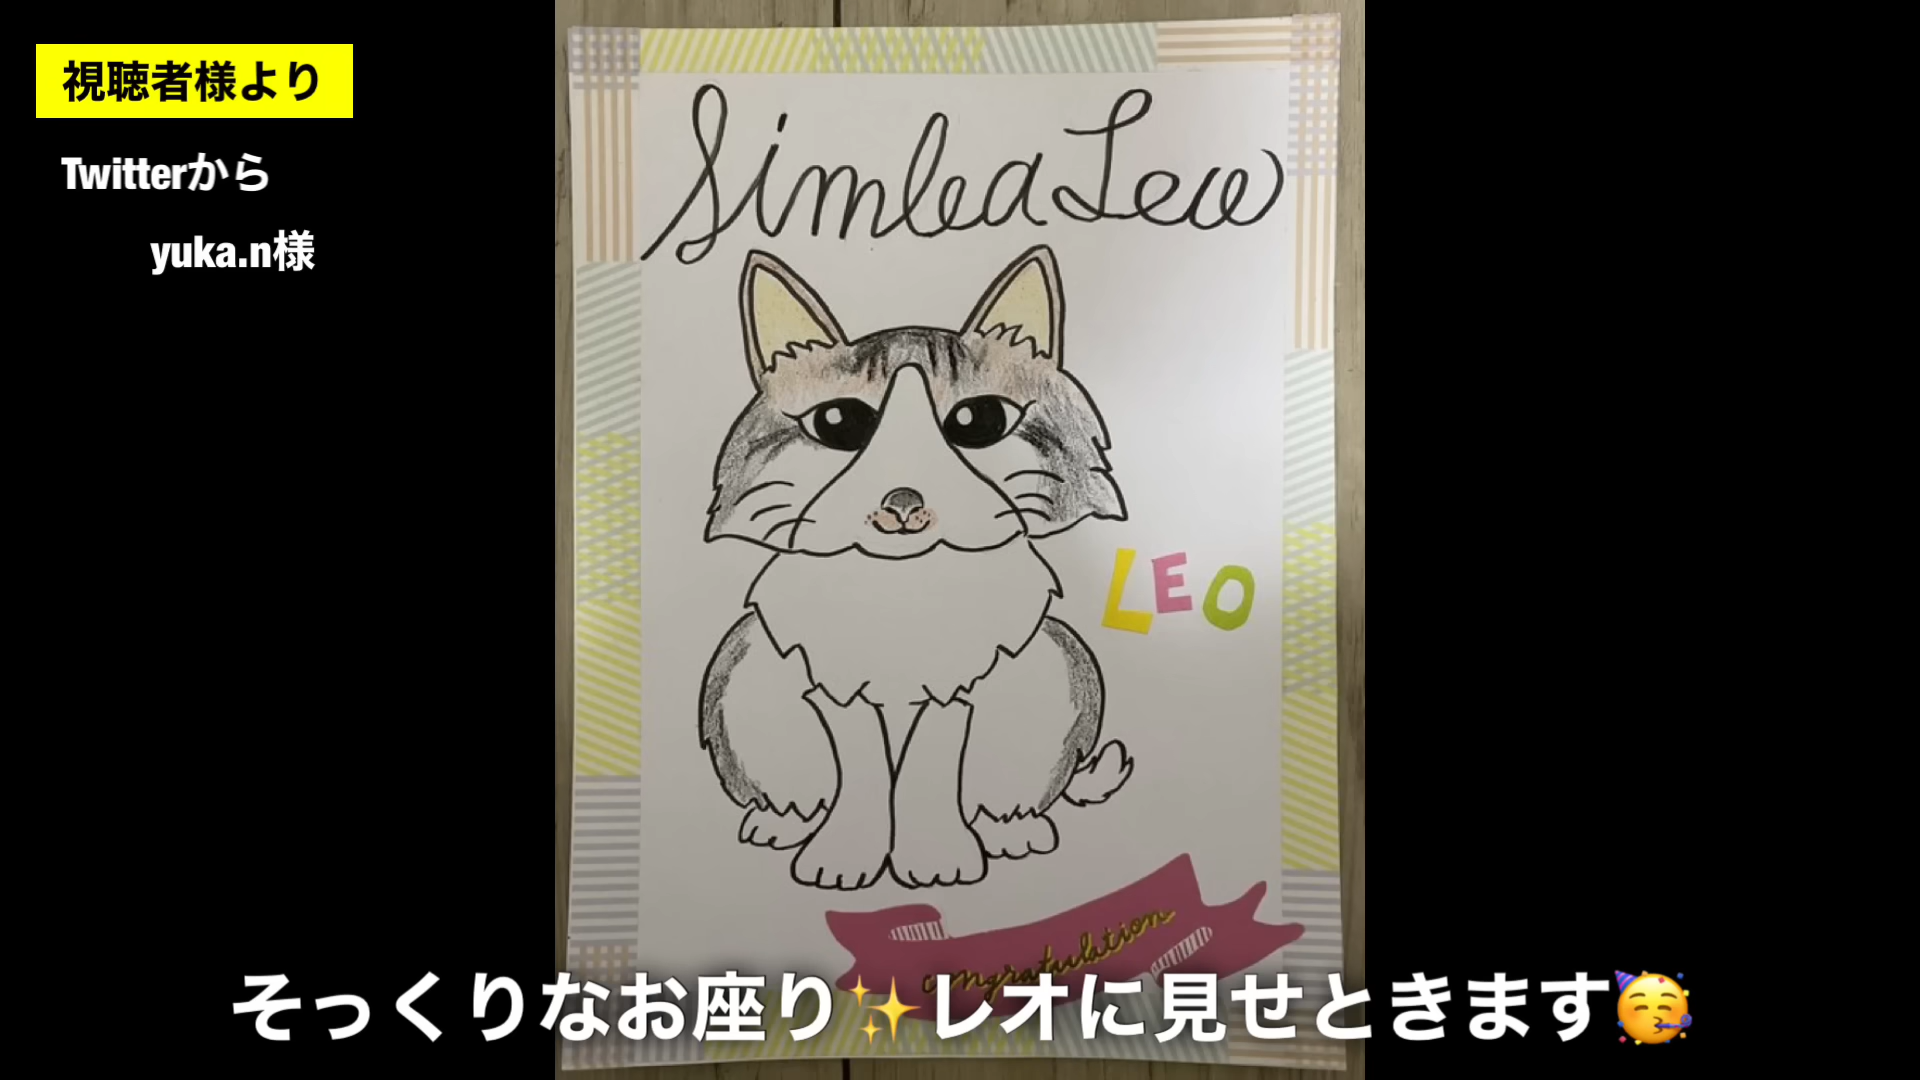 視聴者様より
Twitterから
yuka.n様
Simba Leo
LEO
congratulation
そっくりなお座り✨レオに見せときます🥳